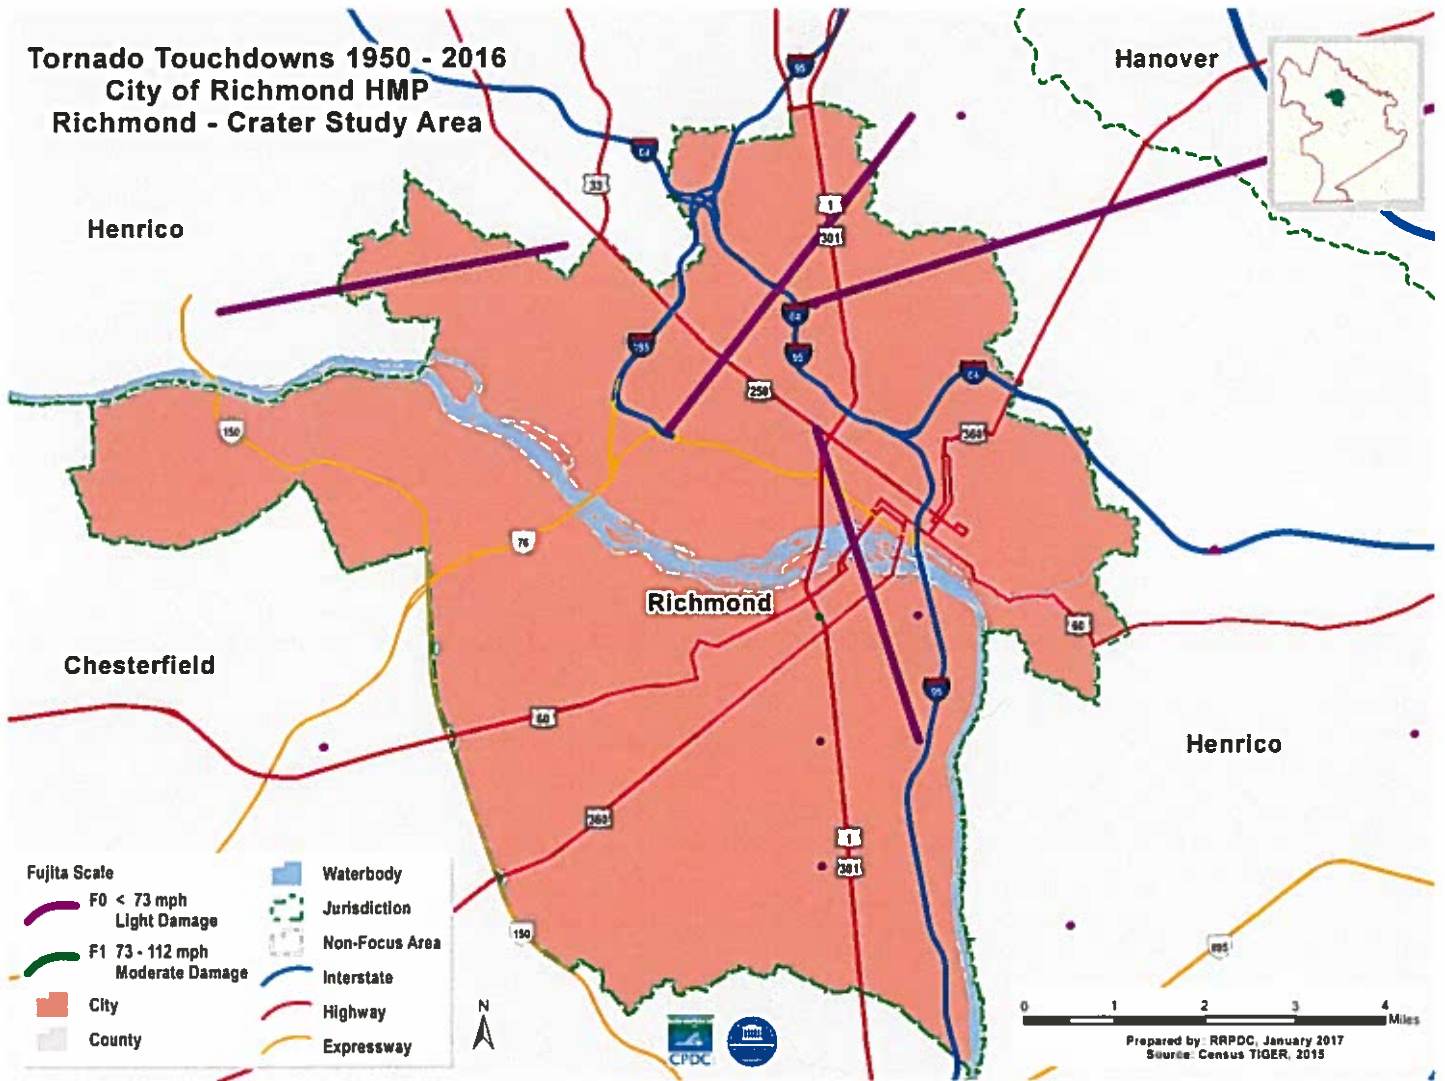 Tornado Touchdowns 1950 - 2016
City of Richmond HMP
Richmond - Crater Study Area
Hanover
95
64
33
1
301
Henrico
64
195
95
250
64
360
150
76
Richmond
60
Chesterfield
95
60
Henrico
360
1
301
150
895
Fujita Scale
F0 < 73 mph
Light Damage
F1 73 - 112 mph
Moderate Damage
City
County
Waterbody
Jurisdiction
Non-Focus Area
Interstate
Highway
Expressway
N
CPDC
0 1 2 3 4
Miles
Prepared by: RRPDC, January 2017
Source: Census TIGER, 2015